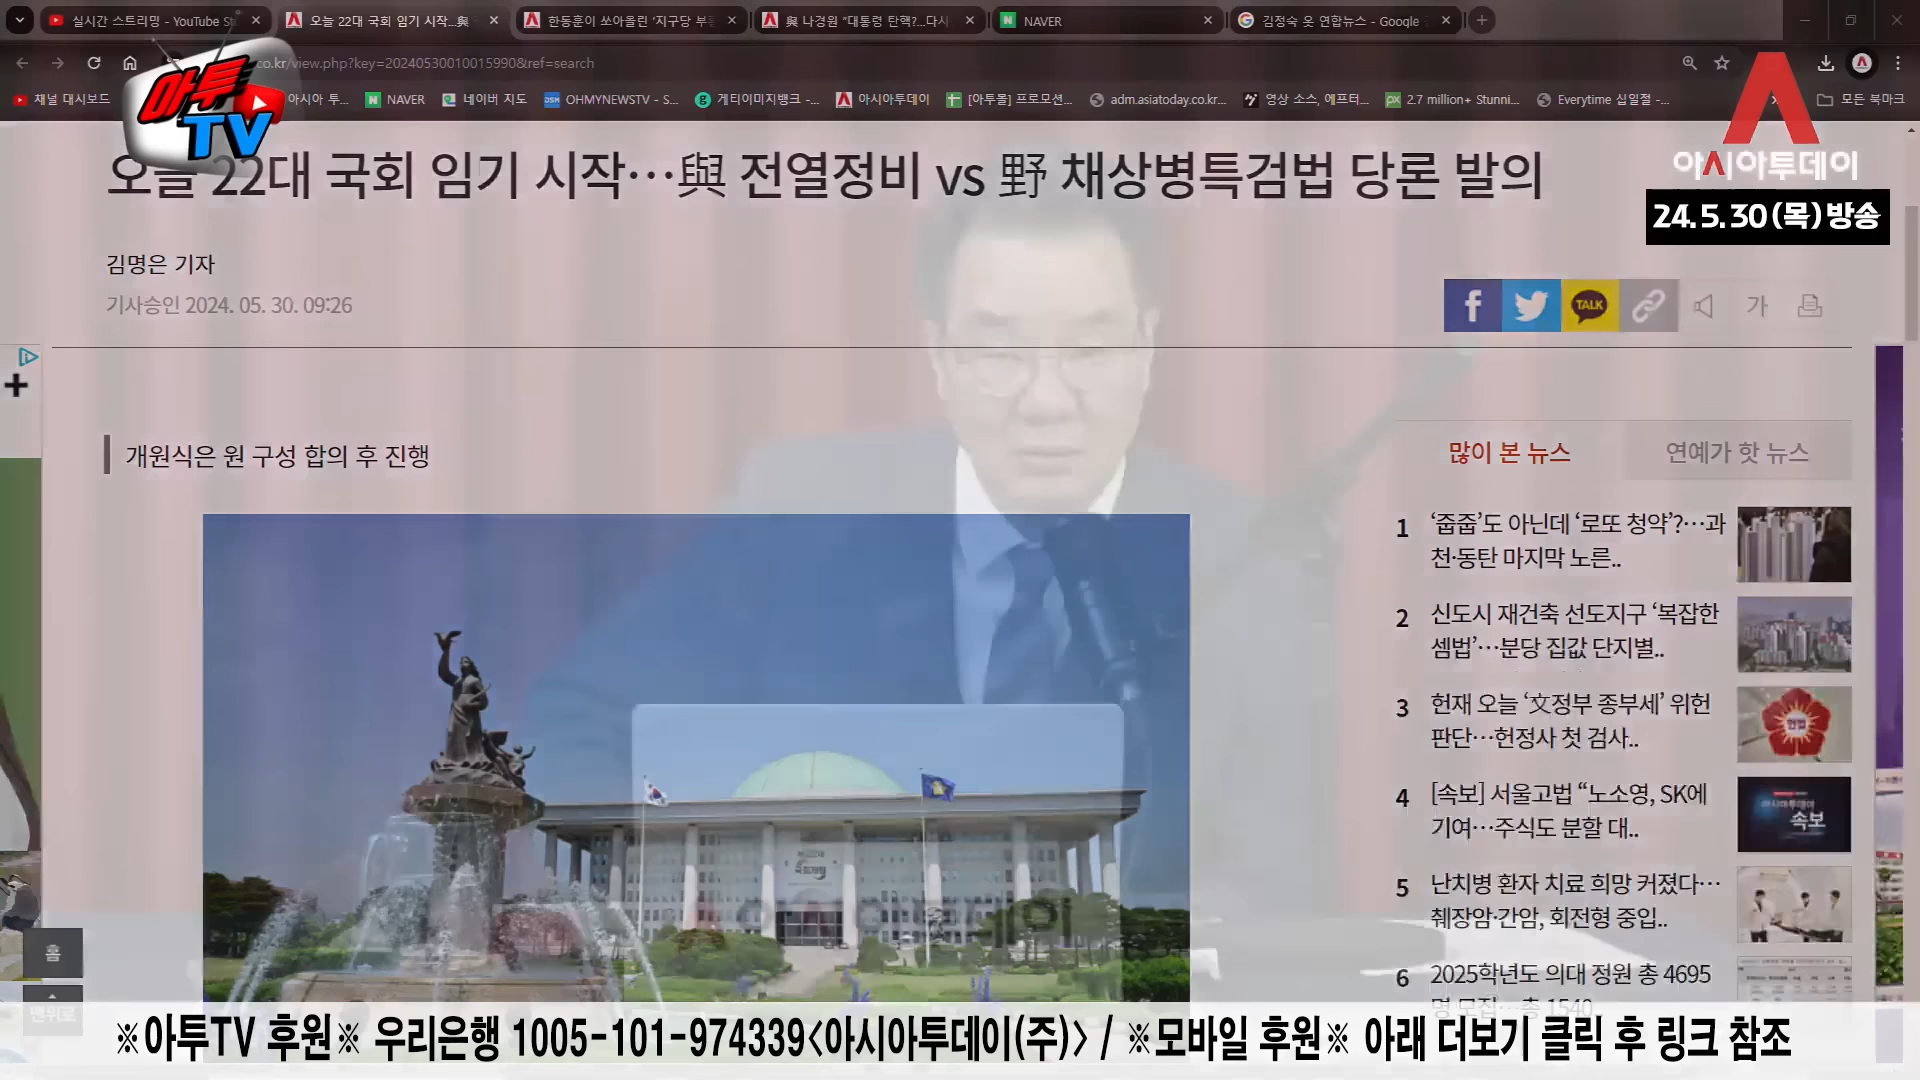 실시간 스트리밍 - YouTube St
오늘 22대 국회 임기 시작...與
한동훈이 쏘아올린 '지구당 부
與 나경원 "대통령 탄핵?...다시
NAVER
김정숙 옷 연합뉴스 - Google
co.kr/view.php?key=20240530010015990&ref=search
채널 대시보드
아시아 투...
NAVER
네이버 지도
OHMYNEWSTV - S...
게티이미지뱅크 -...
아시아투데이
[아투몰] 프로모션...
adm.asiatoday.co.kr...
영상 소스, 에프터...
2.7 million+ Stunni...
Everytime 십일절 -...
모든 북마크
아투
TV
아시아투데이
24.5.30(목) 방송
오늘 22대 국회 임기 시작…與 전열정비 vs 野 채상병특검법 당론 발의
김명은 기자
기사승인 2024. 05. 30. 09:26
TALK
가
개원식은 원 구성 합의 후 진행
많이 본 뉴스
연예가 핫 뉴스
1 '줍줍'도 아닌데 '로또 청약'?…과
천·동탄 마지막 노른..
2 신도시 재건축 선도지구 '복잡한
셈법'…분당 집값 단지별..
3 헌재 오늘 '文정부 종부세' 위헌
판단…헌정사 첫 검사..
4 [속보] 서울고법 "노소영, SK에
기여…주식도 분할 대..
속보
5 난치병 환자 치료 희망 커졌다…
췌장암·간암, 회전형 중입..
6 2025학년도 의대 정원 총 4695
명 모집…총 1540..
홈
맨위로
※아투TV 후원※ 우리은행 1005-101-974339<아시아투데이(주)> / ※모바일 후원※ 아래 더보기 클릭 후 링크 참조